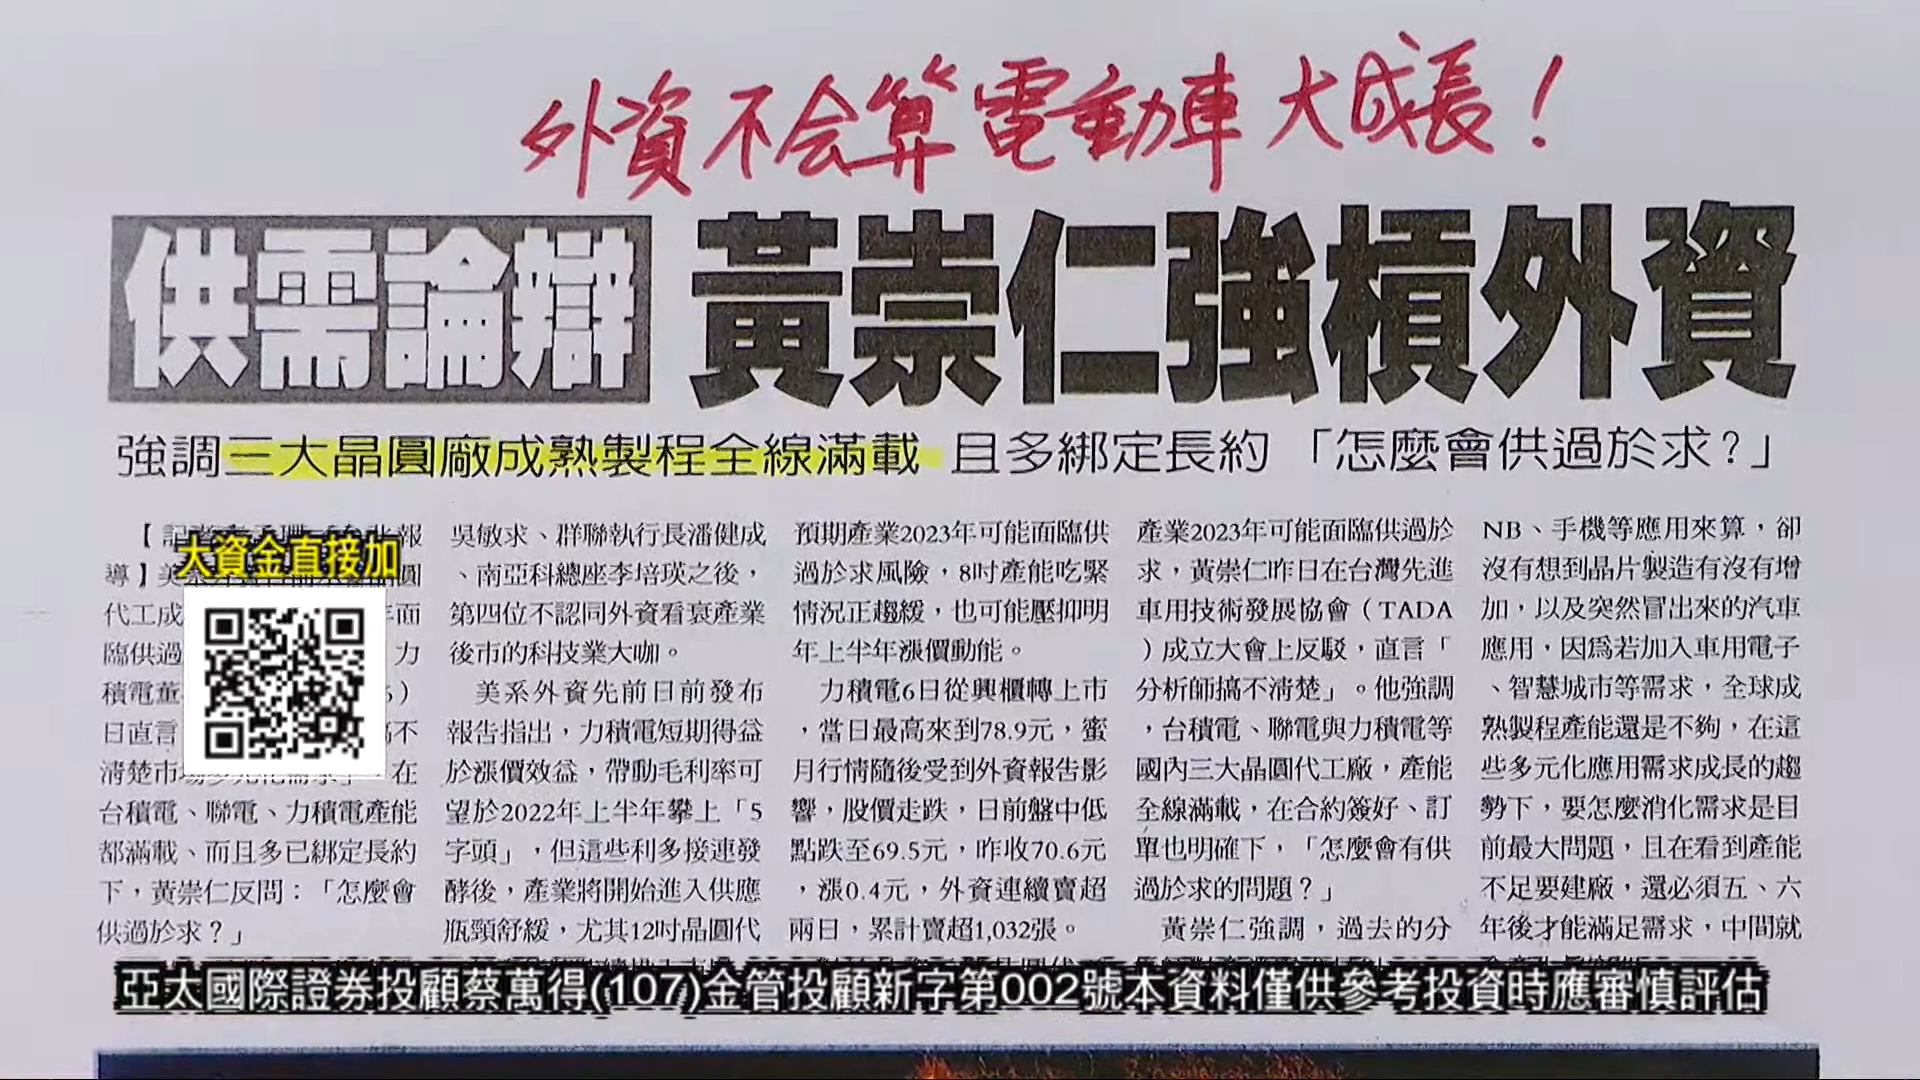 外資不会算電動車大成長！
供需論辯 黃崇仁強槓外資
強調三大晶圓廠成熟製程全線滿載 且多綁定長約 「怎麼會供過於求？」
報
大資金直接加
導】美
代工成
臨供過 力
積電董
日直言 不
在
台積電、聯電、力積電產能
都滿載、而且多已綁定長約
下，黃崇仁反問：「怎麼會
供過於求？」
吳敏求、群聯執行長潘健成
、南亞科總座李培瑛之後，
第四位不認同外資看衰產業
後市的科技業大咖。
美系外資先前日前發布
報告指出，力積電短期得益
於漲價效益，帶動毛利率可
望於2022年上半年攀上「5
字頭」，但這些利多接連發
酵後，產業將開始進入供應
瓶頸舒緩，尤其12吋晶圓代
預期產業2023年可能面臨供
過於求風險，8吋產能吃緊
情況正趨緩，也可能壓抑明
年上半年漲價動能。
力積電6日從興櫃轉上市
，當日最高來到78.9元，蜜
月行情隨後受到外資報告影
響，股價走跌，日前盤中低
點跌至69.5元，昨收70.6元
，漲0.4元，外資連續賣超
兩日，累計賣超1,032張。
產業2023年可能面臨供過於
求，黃崇仁昨日在台灣先進
車用技術發展協會（TADA
）成立大會上反駁，直言「
分析師搞不清楚」。他強調
，台積電、聯電與力積電等
國內三大晶圓代工廠，產能
全線滿載，在合約簽好、訂
單也明確下，「怎麼會有供
過於求的問題？」
黃崇仁強調，過去的分
NB、手機等應用來算，卻
沒有想到晶片製造有沒有增
加，以及突然冒出來的汽車
應用，因為若加入車用電子
、智慧城市等需求，全球成
熟製程產能還是不夠，在這
些多元化應用需求成長的趨
勢下，要怎麼消化需求是目
前最大問題，且在看到產能
不足要建廠，還必須五、六
年後才能滿足需求，中間就
亞太國際證券投顧蔡萬得(107)金管投顧新字第002號本資料僅供參考投資時應審慎評估